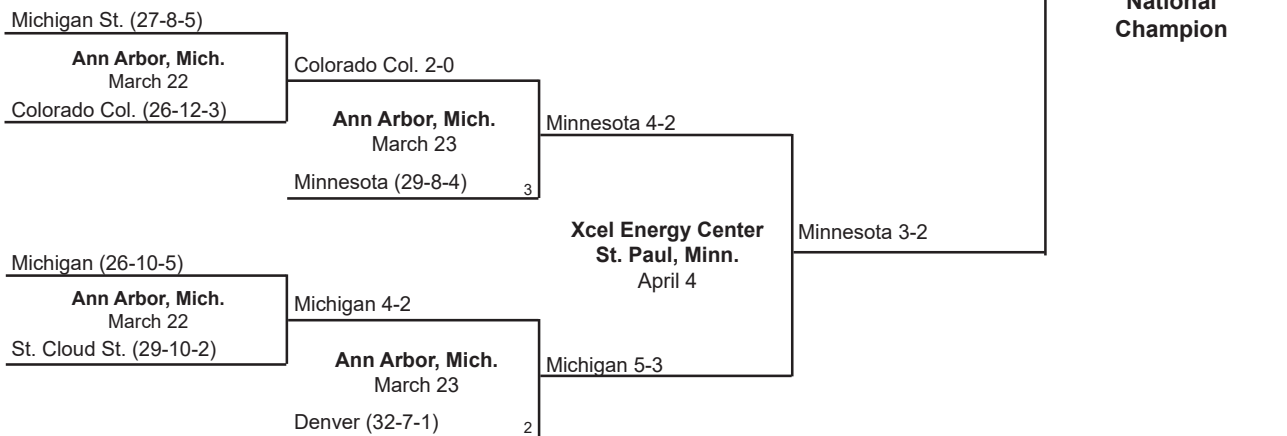 National
Champion
Michigan St. (27-8-5)
Ann Arbor, Mich.
March 22
Colorado Col. (26-12-3)
Colorado Col. 2-0
Ann Arbor, Mich.
March 23
Minnesota (29-8-4) 3
Minnesota 4-2
Xcel Energy Center
St. Paul, Minn.
April 4
Minnesota 3-2
Michigan (26-10-5)
Ann Arbor, Mich.
March 22
St. Cloud St. (29-10-2)
Michigan 4-2
Ann Arbor, Mich.
March 23
Denver (32-7-1) 2
Michigan 5-3